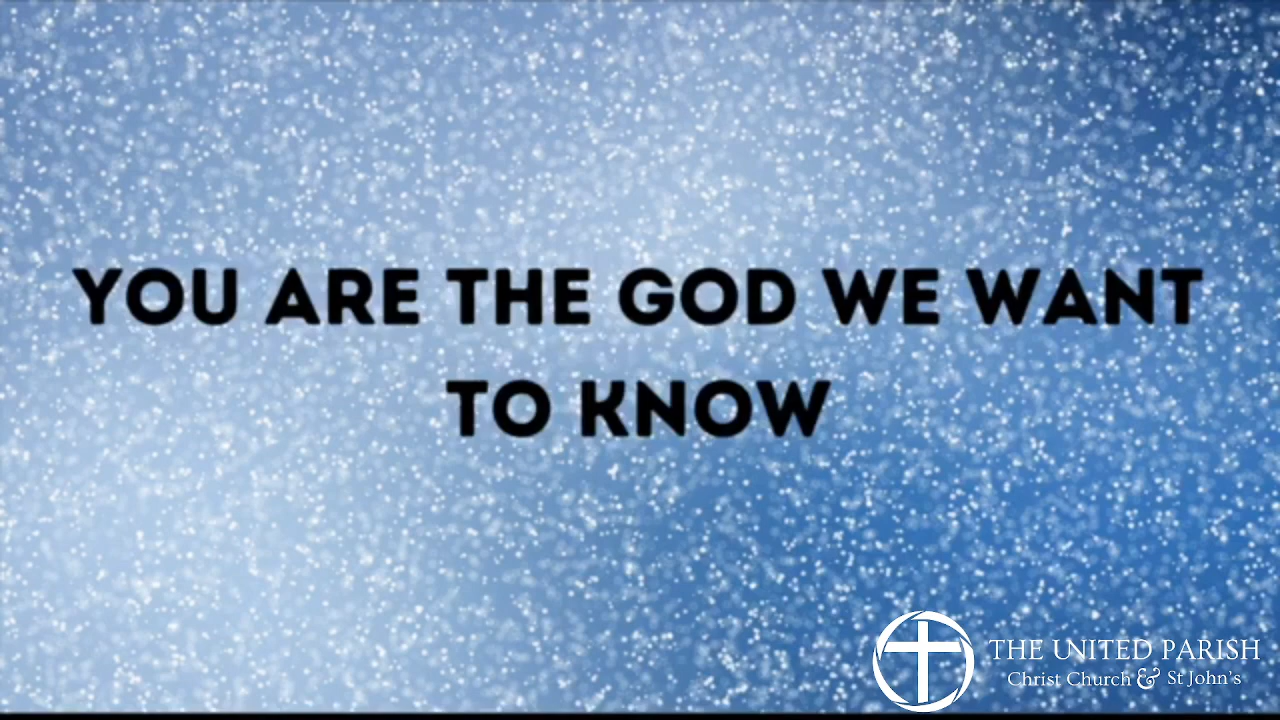 YOU ARE THE GOD WE WANT
TO KNOW
THE UNITED PARISH
Christ Church & St John's